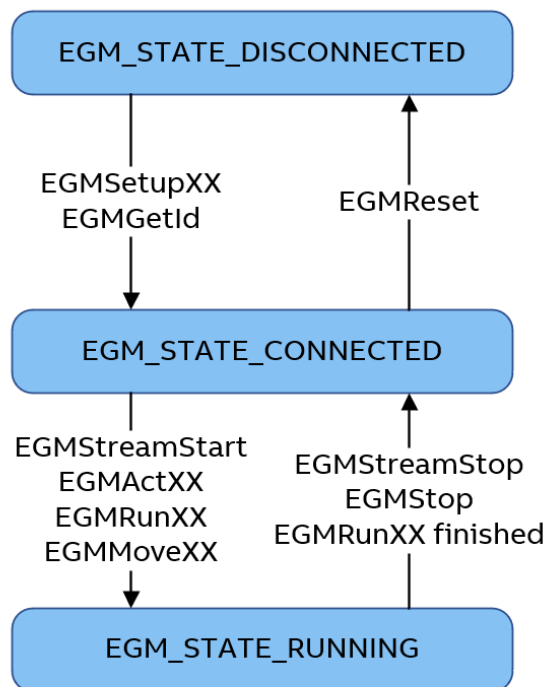 EGM_STATE_DISCONNECTED
EGMSetupXX
EGMGetId
EGMReset
EGM_STATE_CONNECTED
EGMStreamStart
EGMActXX
EGMRunXX
EGMMoveXX
EGMStreamStop
EGMStop
EGMRunXX finished
EGM_STATE_RUNNING